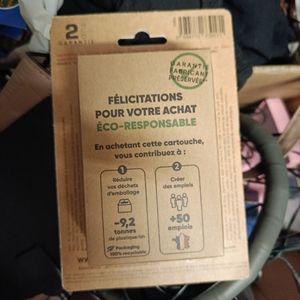 2
GARANTIE
GARANTIE
FABRICANT
PRÉSERVÉE
FÉLICITATIONS
POUR VOTRE ACHAT
ÉCO-RESPONSABLE
En achetant cette cartouche,
vous contribuez à :
1
Réduire
vos déchets
d'emballage
-9,2
tonnes
de plastique /an
Packaging
100% recyclable
2
Créer
des emplois
+50
emplois